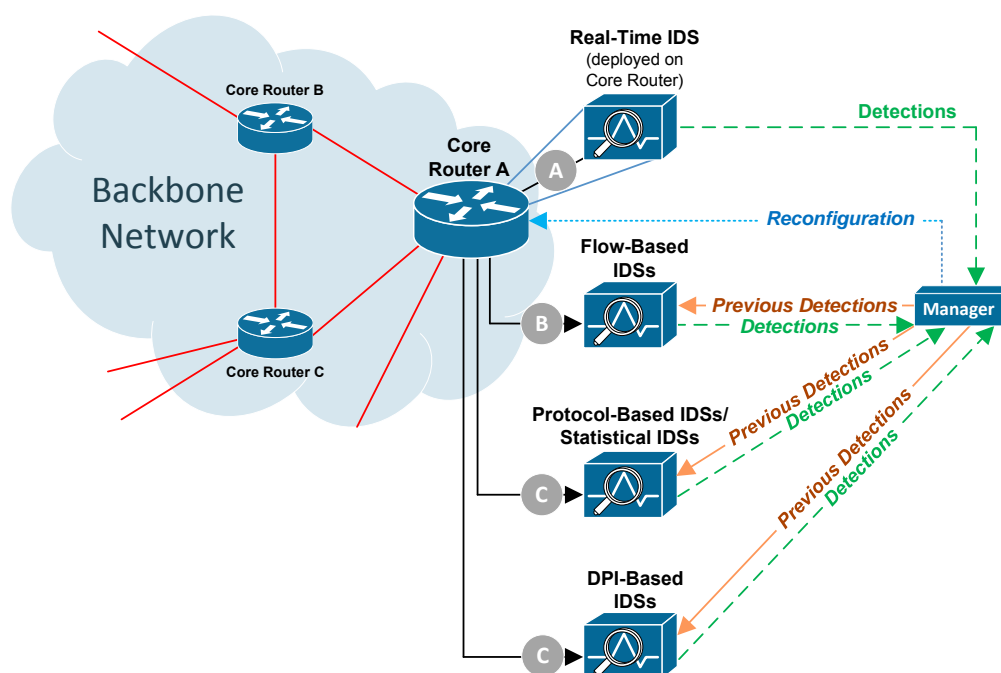 Real-Time IDS
(deployed on
Core Router)
Detections
Core Router B
Core
Router A
A
Backbone
Network
Reconfiguration
Flow-Based
IDSs
Previous Detections
Manager
B
Detections
Core Router C
Previous Detections
Detections
Protocol-Based IDSs/
Statistical IDSs
C
Previous Detections
Detections
DPI-Based
IDSs
C